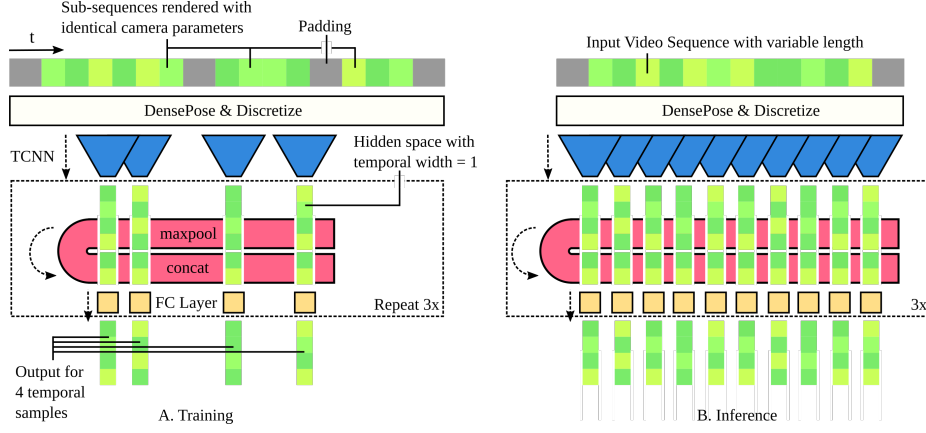 Sub-sequences rendered with
identical camera parameters
Padding
t
DensePose & Discretize
TCNN
Hidden space with
temporal width = 1
maxpool
concat
FC Layer
Repeat 3x
Output for
4 temporal
samples
A. Training
Input Video Sequence with variable length
DensePose & Discretize
3x
B. Inference